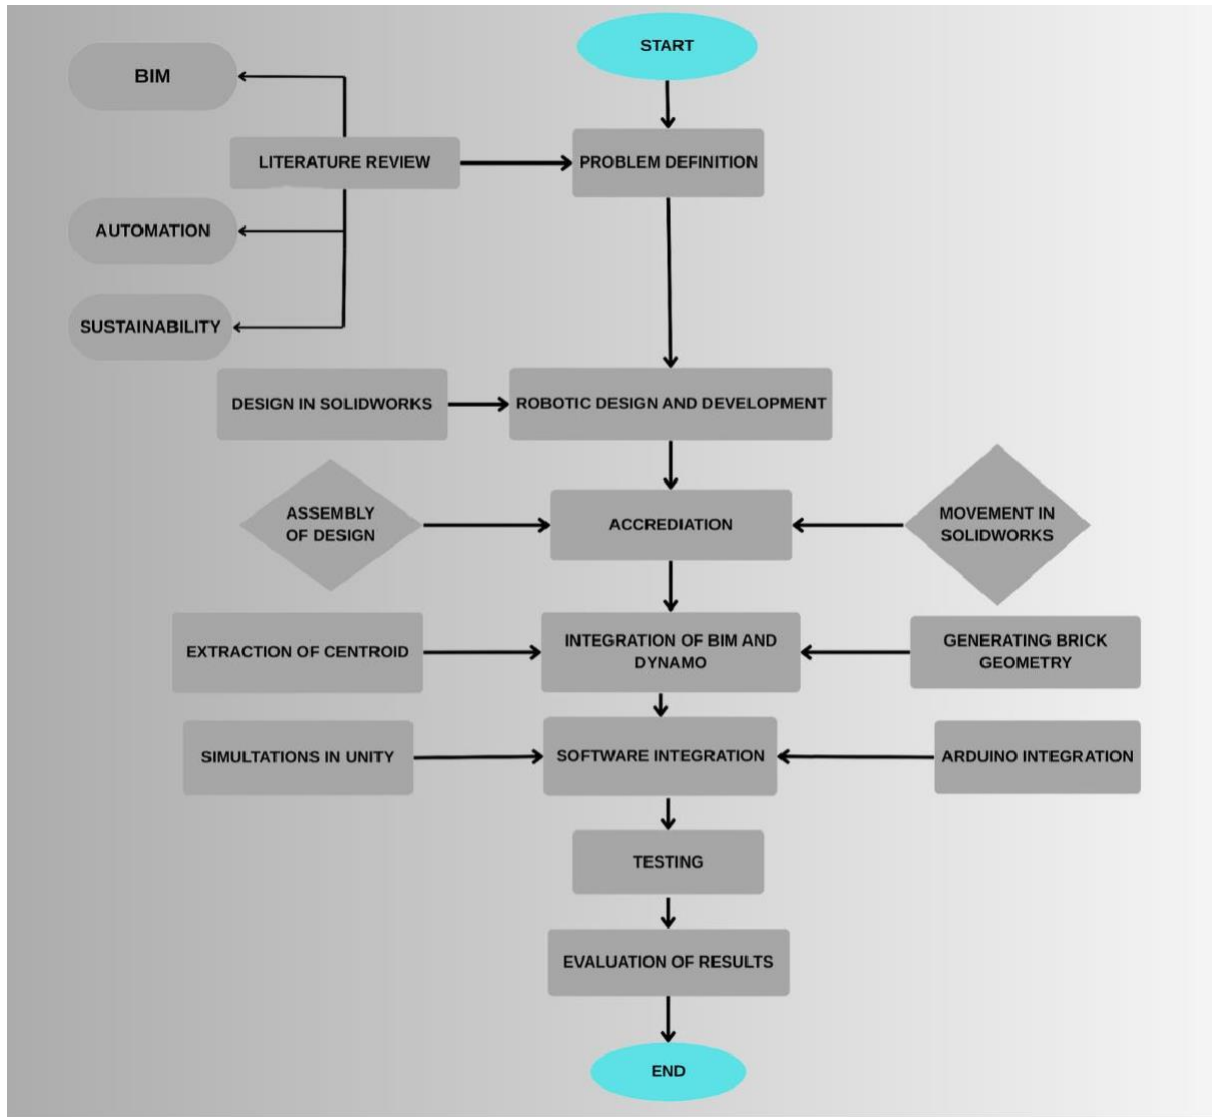 START
BIM
LITERATURE REVIEW
PROBLEM DEFINITION
AUTOMATION
SUSTAINABILITY
DESIGN IN SOLIDWORKS
ROBOTIC DESIGN AND DEVELOPMENT
ASSEMBLY
OF DESIGN
ACCREDIATION
MOVEMENT IN
SOLIDWORKS
EXTRACTION OF CENTROID
INTEGRATION OF BIM AND
DYNAMO
GENERATING BRICK
GEOMETRY
SIMULTATIONS IN UNITY
SOFTWARE INTEGRATION
ARDUINO INTEGRATION
TESTING
EVALUATION OF RESULTS
END